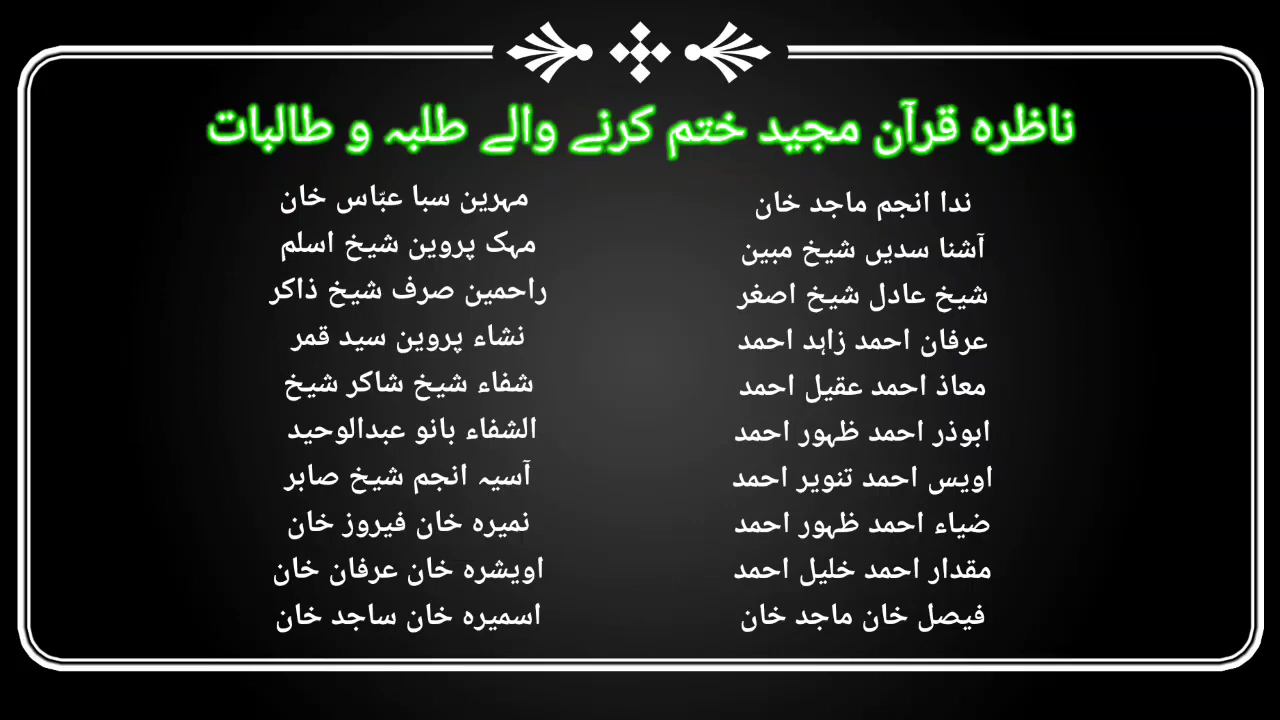 ناظرہ قرآن مجید ختم کرنے والے طلبہ و طالبات
ندا انجم ماجد خان
آشنا سدیں شیخ مبین
شیخ عادل شیخ اصغر
عرفان احمد زاہد احمد
معاذ احمد عقیل احمد
ابوذر احمد ظہور احمد
اویس احمد تنویر احمد
ضیاء احمد ظہور احمد
مقدار احمد خلیل احمد
فیصل خان ماجد خان
مہرین سبا عبّاس خان
مہک پروین شیخ اسلم
راحمین صرف شیخ ذاکر
نشاء پروین سید قمر
شفاء شیخ شاکر شیخ
الشفاء بانو عبدالوحید
آسیہ انجم شیخ صابر
نمیرہ خان فیروز خان
اویشرہ خان عرفان خان
اسمیرہ خان ساجد خان